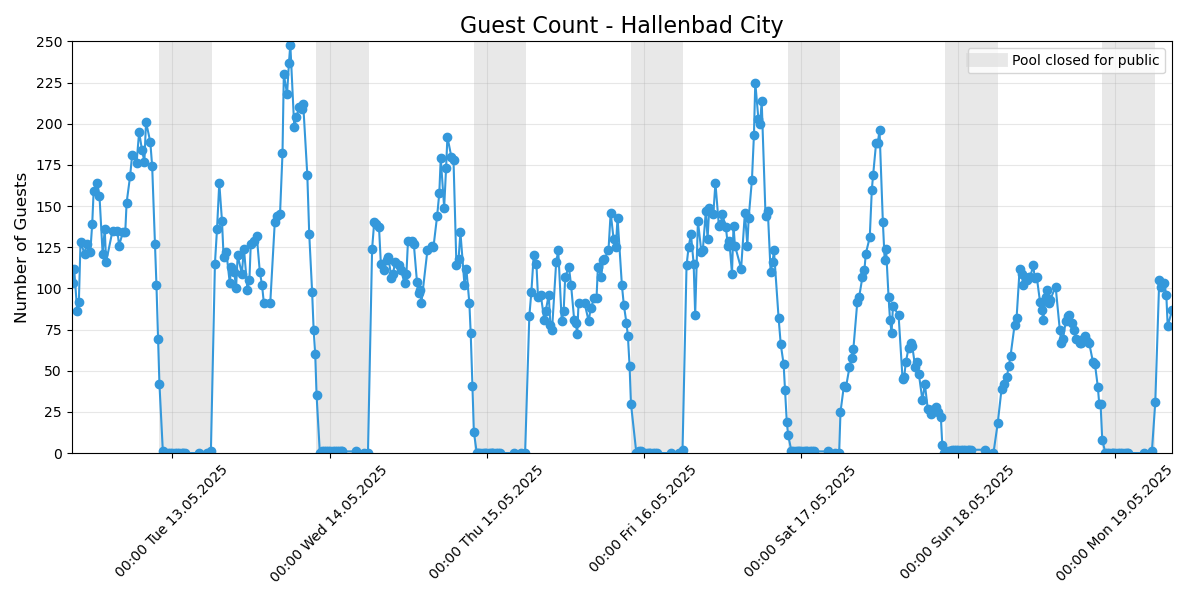 Guest Count - Hallenbad City
Number of Guests
250
225
200
175
150
125
100
75
50
25
0
Pool closed for public
00:00 Tue 13.05.2025
00:00 Wed 14.05.2025
00:00 Thu 15.05.2025
00:00 Fri 16.05.2025
00:00 Sat 17.05.2025
00:00 Sun 18.05.2025
00:00 Mon 19.05.2025